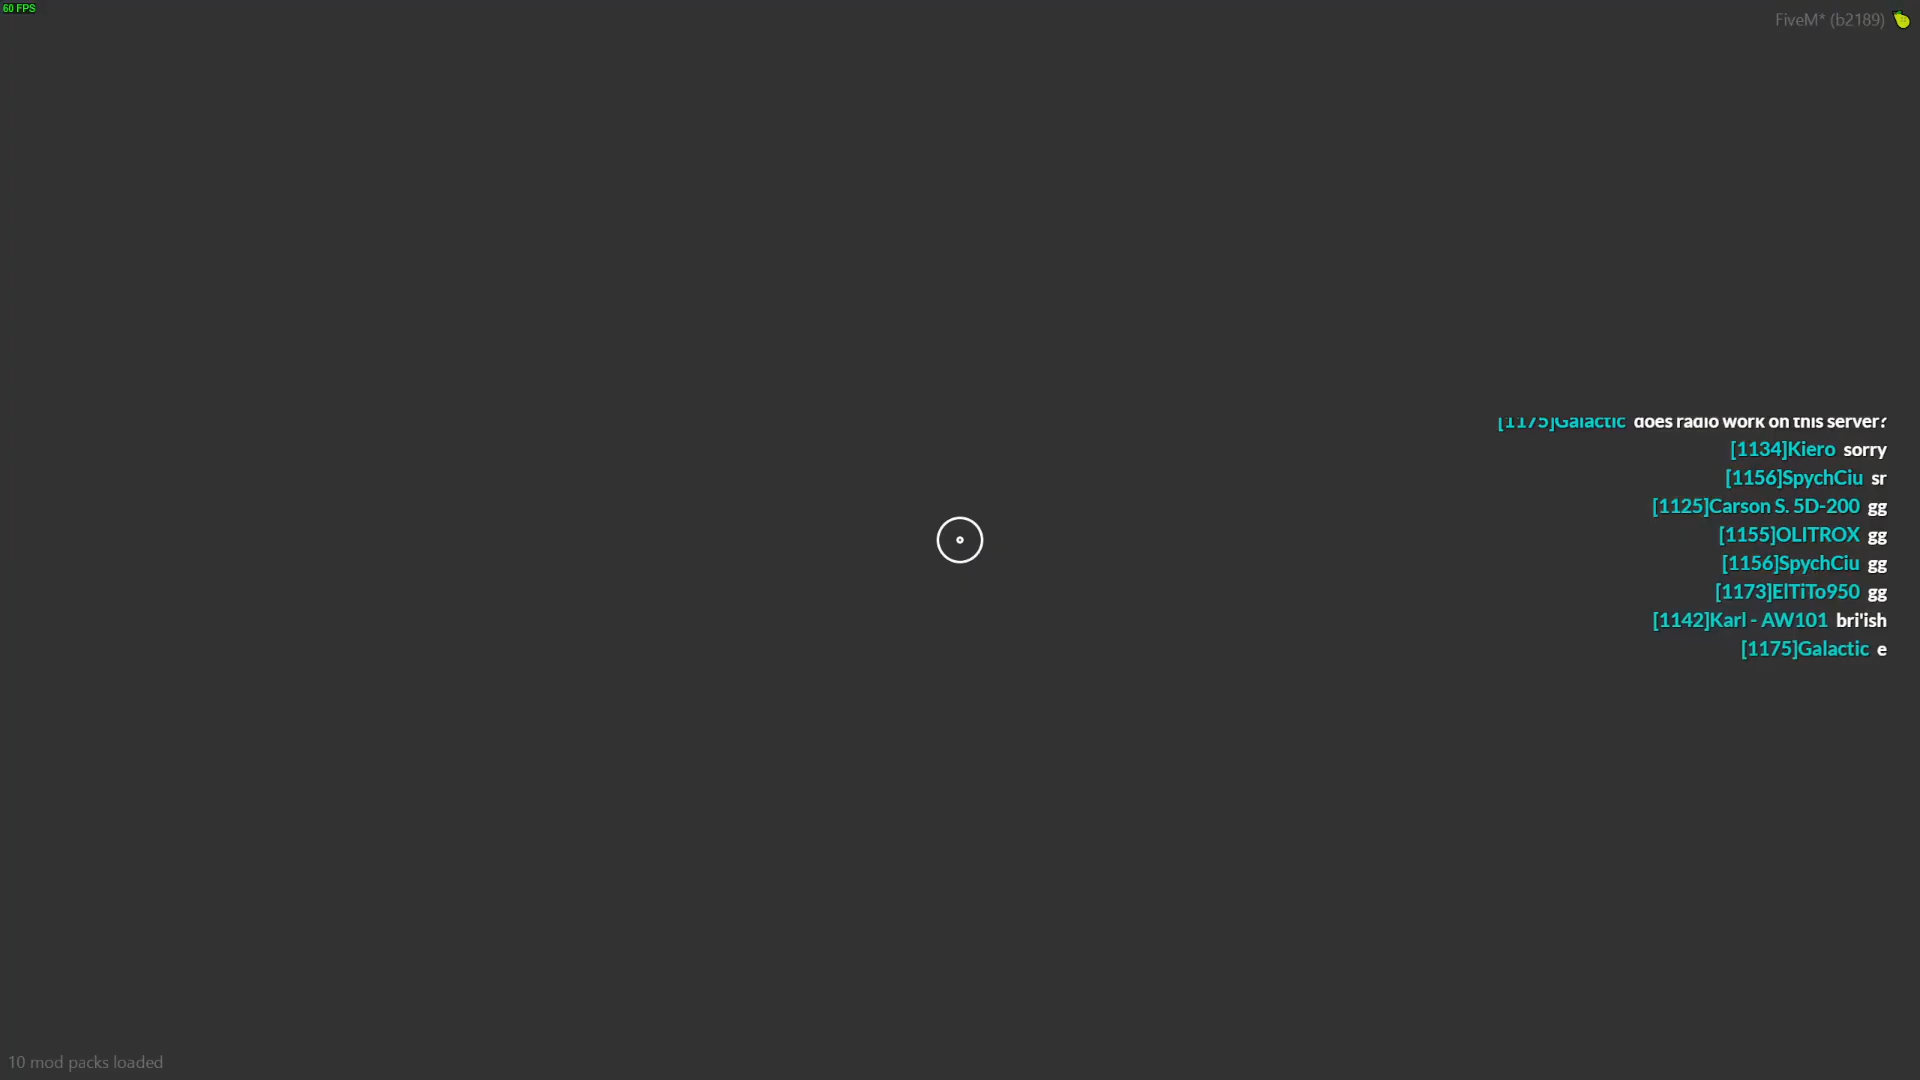 60 FPS
FiveM* (b2189)
[1175]Galactic does radio work on this server?
[1134]Kiero sorry
[1156]SpychCiu sr
[1125]Carson S. 5D-200 gg
[1155]OLITROX gg
[1156]SpychCiu gg
[1173]ElTiTo950 gg
[1142]Karl - AW101 bri'ish
[1175]Galactic e
10 mod packs loaded